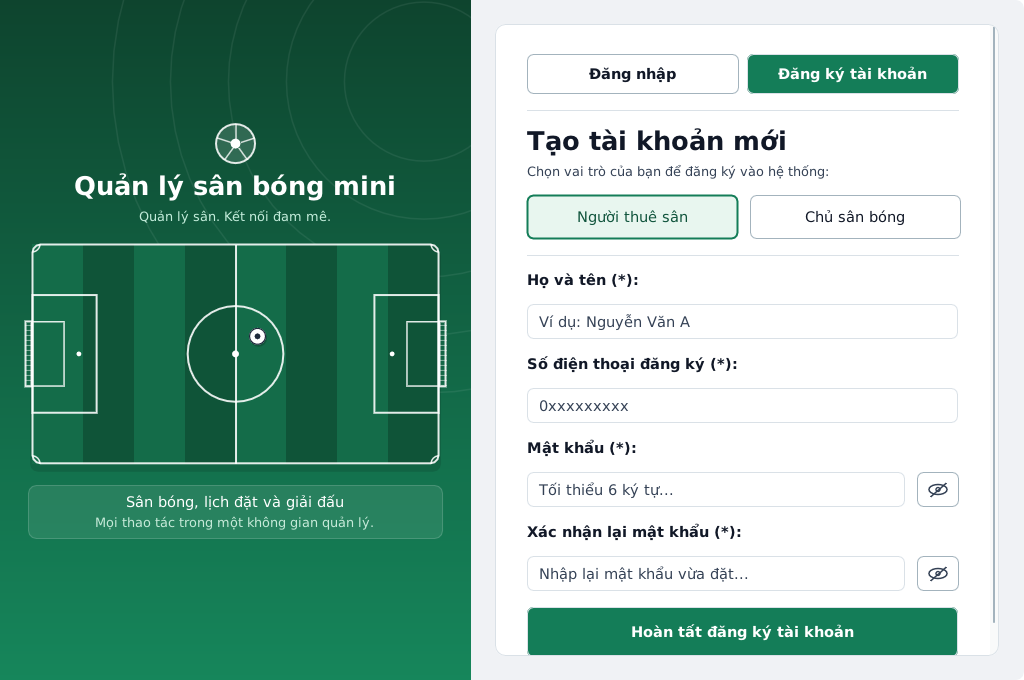 Quản lý sân bóng mini
Quản lý sân. Kết nối đam mê.
Sân bóng, lịch đặt và giải đấu
Mọi thao tác trong một không gian quản lý.
Đăng nhập
Đăng ký tài khoản
Tạo tài khoản mới
Chọn vai trò của bạn để đăng ký vào hệ thống:
Người thuê sân
Chủ sân bóng
Họ và tên (*):
Ví dụ: Nguyễn Văn A
Số điện thoại đăng ký (*):
0xxxxxxxxx
Mật khẩu (*):
Tối thiểu 6 ký tự...
Xác nhận lại mật khẩu (*):
Nhập lại mật khẩu vừa đặt...
Hoàn tất đăng ký tài khoản